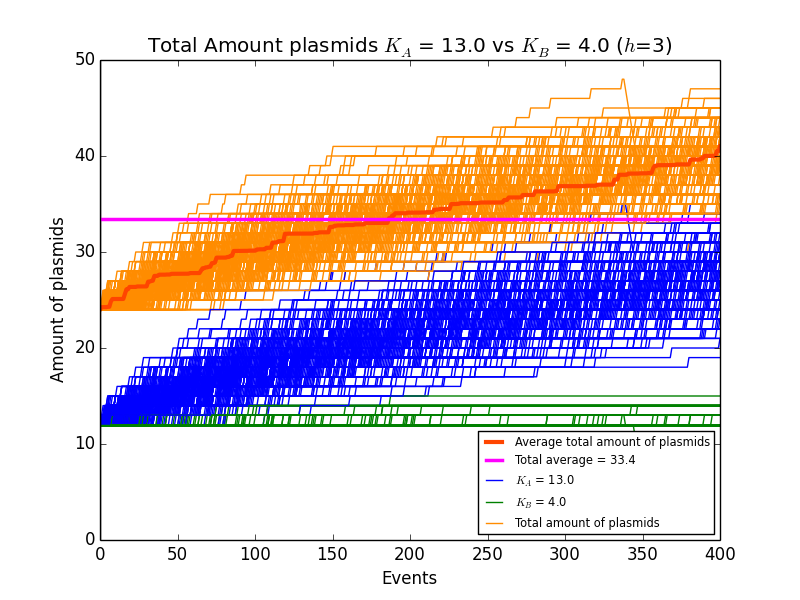 Total Amount plasmids K_A = 13.0 vs K_B = 4.0 (h=3)
Amount of plasmids
50
40
30
20
10
0
Average total amount of plasmids
Total average = 33.4
K_A = 13.0
K_B = 4.0
Total amount of plasmids
0 50 100 150 200 250 300 350 400
Events